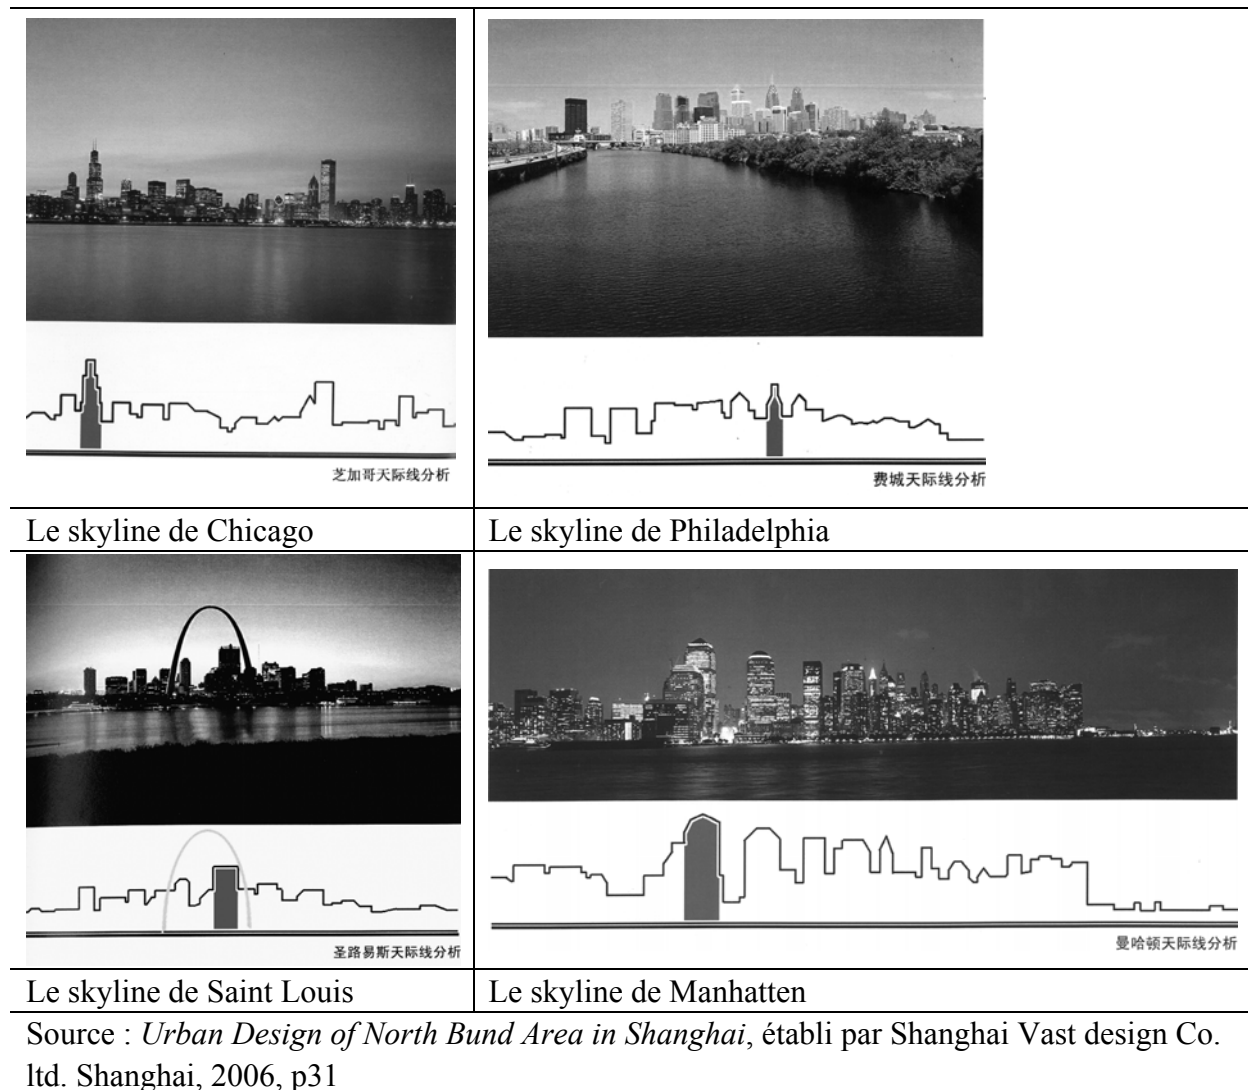 芝加哥天际线分析
费城天际线分析
Le skyline de Chicago
Le skyline de Philadelphia
圣路易斯天际线分析
曼哈顿天际线分析
Le skyline de Saint Louis
Le skyline de Manhatten
Source : Urban Design of North Bund Area in Shanghai, établi par Shanghai Vast design Co.
ltd. Shanghai, 2006, p31